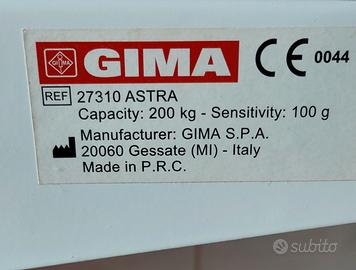 GIMA GIMA CE 0044
REF 27310 ASTRA
Capacity: 200 kg - Sensitivity: 100 g
Manufacturer: GIMA S.P.A.
20060 Gessate (MI) - Italy
Made in P.R.C.
subito